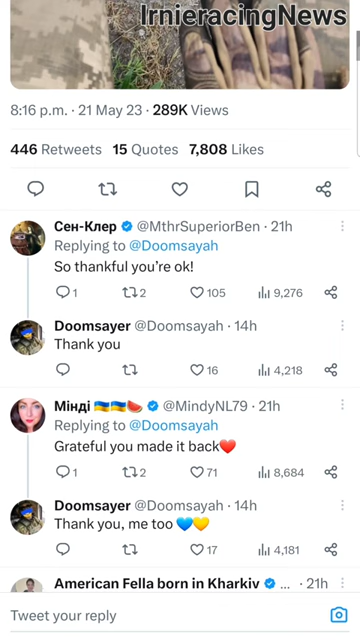 IrnieracingNews
8:16 p.m. · 21 May 23 · 289K Views
446 Retweets 15 Quotes 7,808 Likes
Сен-Клер @MthrSuperiorBen · 21h
Replying to @Doomsayah
So thankful you're ok!
1 2 105 9,276
Doomsayer @Doomsayah · 14h
Thank you
16 4,218
Мінді 🇺🇦🇺🇦🍉 @MindyNL79 · 21h
Replying to @Doomsayah
Grateful you made it back❤️
1 2 71 8,684
Doomsayer @Doomsayah · 14h
Thank you, me too 💙💛
17 4,181
American Fella born in Kharkiv ... · 21h
Tweet your reply